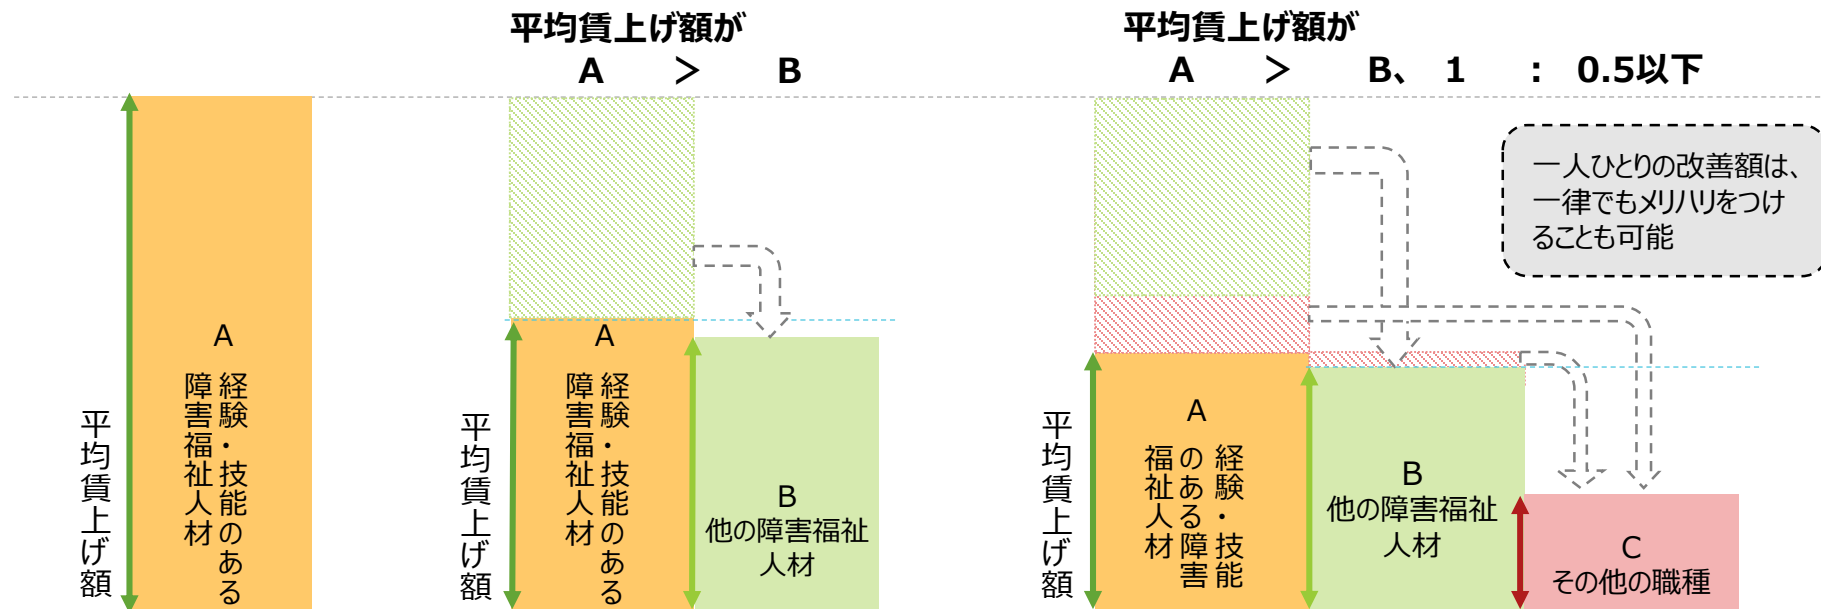 平均賃上げ額が
A ＞ B
平均賃上げ額が
A ＞ B、 1 : 0.5以下
一人ひとりの改善額は、
一律でもメリハリをつけ
ることも可能
平均賃上げ額
A
経験・技能のある
障害福祉人材
平均賃上げ額
A
経験・技能のある
障害福祉人材
B
他の障害福祉
人材
平均賃上げ額
A
経験・技能
のある障害
福祉人材
B
他の障害福祉
人材
C
その他の職種